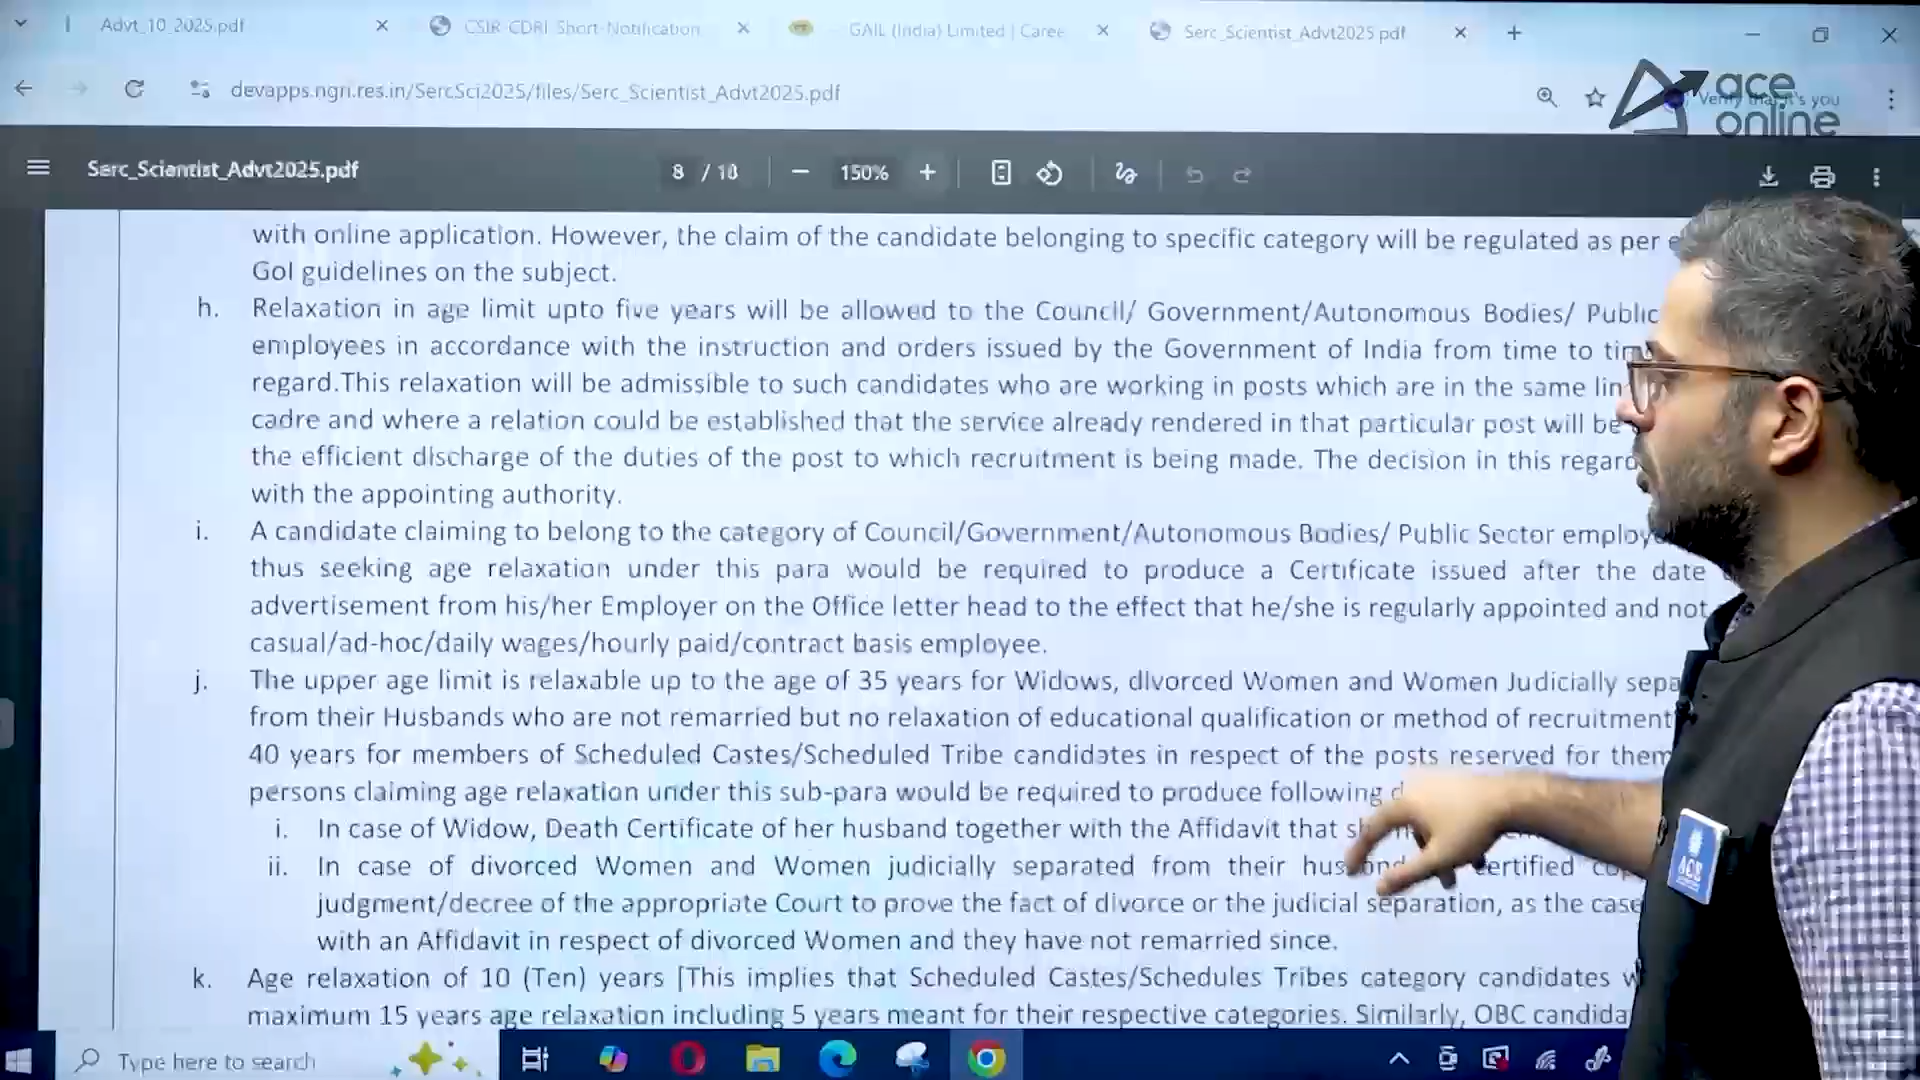 Advt_10_2025.pdf
CSIR CDRI Short Notification
GAIL (India) Limited | Caree
Serc_Scientist_Advt2025 pdf
devapps.ngri.res.in/SercSci2025/files/Serc_Scientist_Advt2025.pdf
Verify that it's you
ace
online
Serc_Scientist_Advt2025.pdf
8 / 10
150%
with online application. However, the claim of the candidate belonging to specific category will be regulated as per
GoI guidelines on the subject.
h. Relaxation in age limit upto five years will be allowed to the Council/ Government/Autonomous Bodies/ Public
employees in accordance with the instruction and orders issued by the Government of India from time to
regard.This relaxation will be admissible to such candidates who are working in posts which are in the same
cadre and where a relation could be established that the service already rendered in that particular post will be
the efficient discharge of the duties of the post to which recruitment is being made. The decision in this regard
with the appointing authority.
i. A candidate claiming to belong to the category of Council/Government/Autonomous Bodies/ Public Sector
thus seeking age relaxation under this para would be required to produce a Certificate issued after the date
advertisement from his/her Employer on the Office letter head to the effect that he/she is regularly appointed and not
casual/ad-hoc/daily wages/hourly paid/contract basis employee.
j. The upper age limit is relaxable up to the age of 35 years for Widows, divorced Women and Women Judicially
from their Husbands who are not remarried but no relaxation of educational qualification or method of recruitment
40 years for members of Scheduled Castes/Scheduled Tribe candidates in respect of the posts reserved for them
persons claiming age relaxation under this sub-para would be required to produce following
i. In case of Widow, Death Certificate of her husband together with the Affidavit that
ii. In case of divorced Women and Women judicially separated from their
judgment/decree of the appropriate Court to prove the fact of divorce or the judicial separation, as the case
with an Affidavit in respect of divorced Women and they have not remarried since.
k. Age relaxation of 10 (Ten) years [This implies that Scheduled Castes/Schedules Tribes category candidates
maximum 15 years age relaxation including 5 years meant for their respective categories. Similarly, OBC
Type here to search
ACE